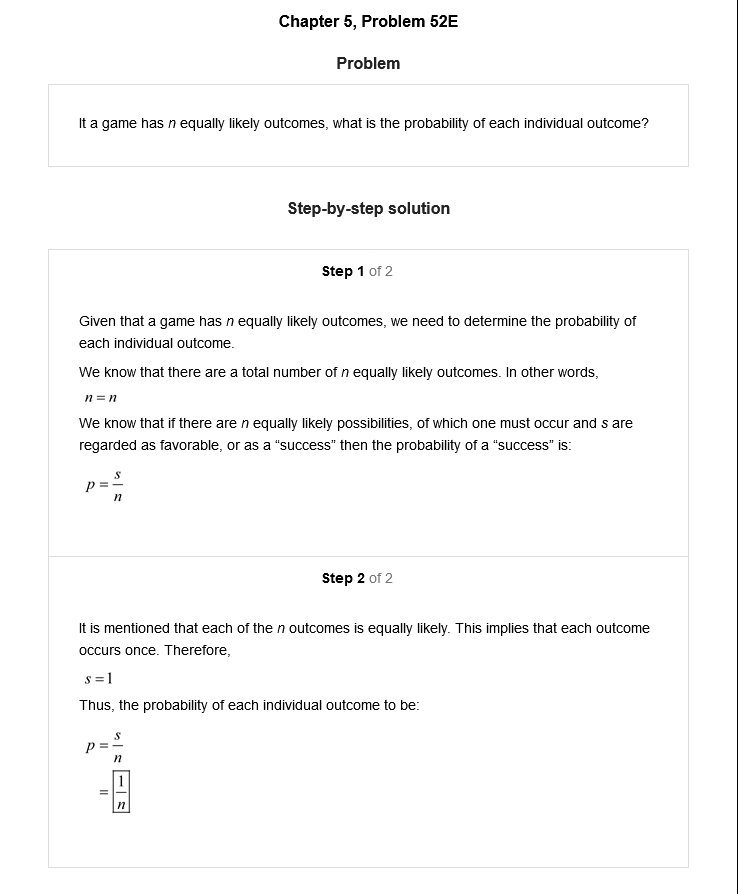 Chapter 5, Problem 52E
Problem
It a game has n equally likely outcomes, what is the probability of each individual outcome?
Step-by-step solution
Step 1 of 2
Given that a game has n equally likely outcomes, we need to determine the probability of
each individual outcome.
We know that there are a total number of n equally likely outcomes. In other words,
n = n
We know that if there are n equally likely possibilities, of which one must occur and s are
regarded as favorable, or as a “success” then the probability of a “success” is:
p = s/n
Step 2 of 2
It is mentioned that each of the n outcomes is equally likely. This implies that each outcome
occurs once. Therefore,
s = 1
Thus, the probability of each individual outcome to be:
p = s/n
= 1/n